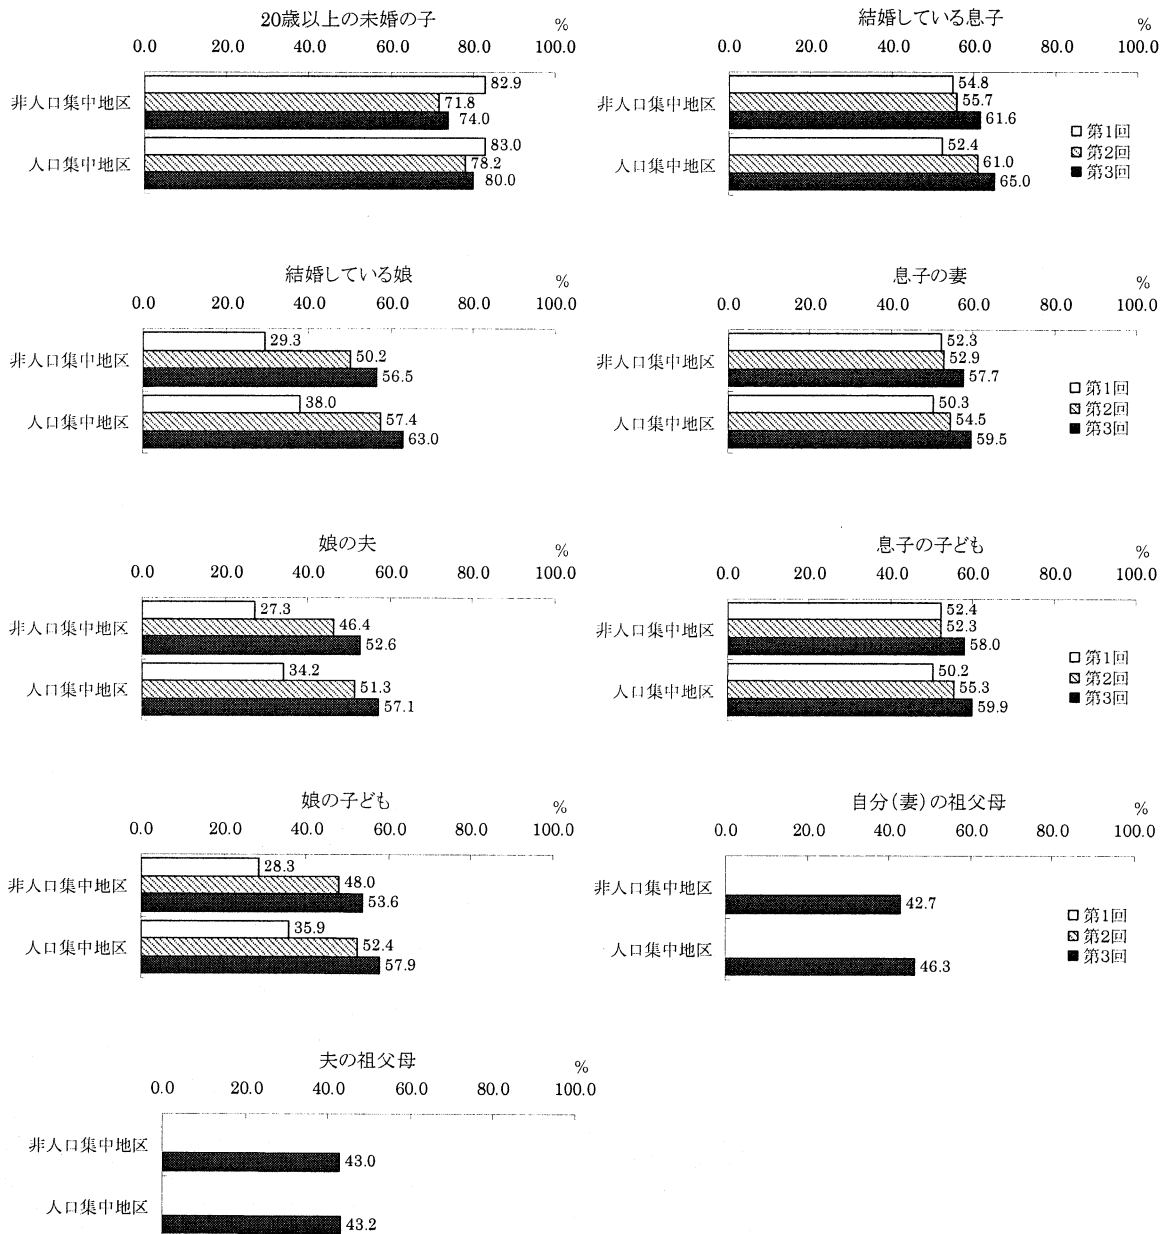 20歳以上の未婚の子
%
0.0 20.0 40.0 60.0 80.0 100.0
非人口集中地区
82.9
71.8
74.0
人口集中地区
83.0
78.2
80.0
結婚している息子
%
0.0 20.0 40.0 60.0 80.0 100.0
非人口集中地区
54.8
55.7
61.6
人口集中地区
52.4
61.0
65.0
第1回
第2回
第3回
結婚している娘
%
0.0 20.0 40.0 60.0 80.0 100.0
非人口集中地区
29.3
50.2
56.5
人口集中地区
38.0
57.4
63.0
息子の妻
%
0.0 20.0 40.0 60.0 80.0 100.0
非人口集中地区
52.3
52.9
57.7
人口集中地区
50.3
54.5
59.5
第1回
第2回
第3回
娘の夫
%
0.0 20.0 40.0 60.0 80.0 100.0
非人口集中地区
27.3
46.4
52.6
人口集中地区
34.2
51.3
57.1
息子の子ども
%
0.0 20.0 40.0 60.0 80.0 100.0
非人口集中地区
52.4
52.3
58.0
人口集中地区
50.2
55.3
59.9
第1回
第2回
第3回
娘の子ども
%
0.0 20.0 40.0 60.0 80.0 100.0
非人口集中地区
28.3
48.0
53.6
人口集中地区
35.9
52.4
57.9
自分(妻)の祖父母
%
0.0 20.0 40.0 60.0 80.0 100.0
非人口集中地区
42.7
人口集中地区
46.3
第1回
第2回
第3回
夫の祖父母
%
0.0 20.0 40.0 60.0 80.0 100.0
非人口集中地区
43.0
人口集中地区
43.2